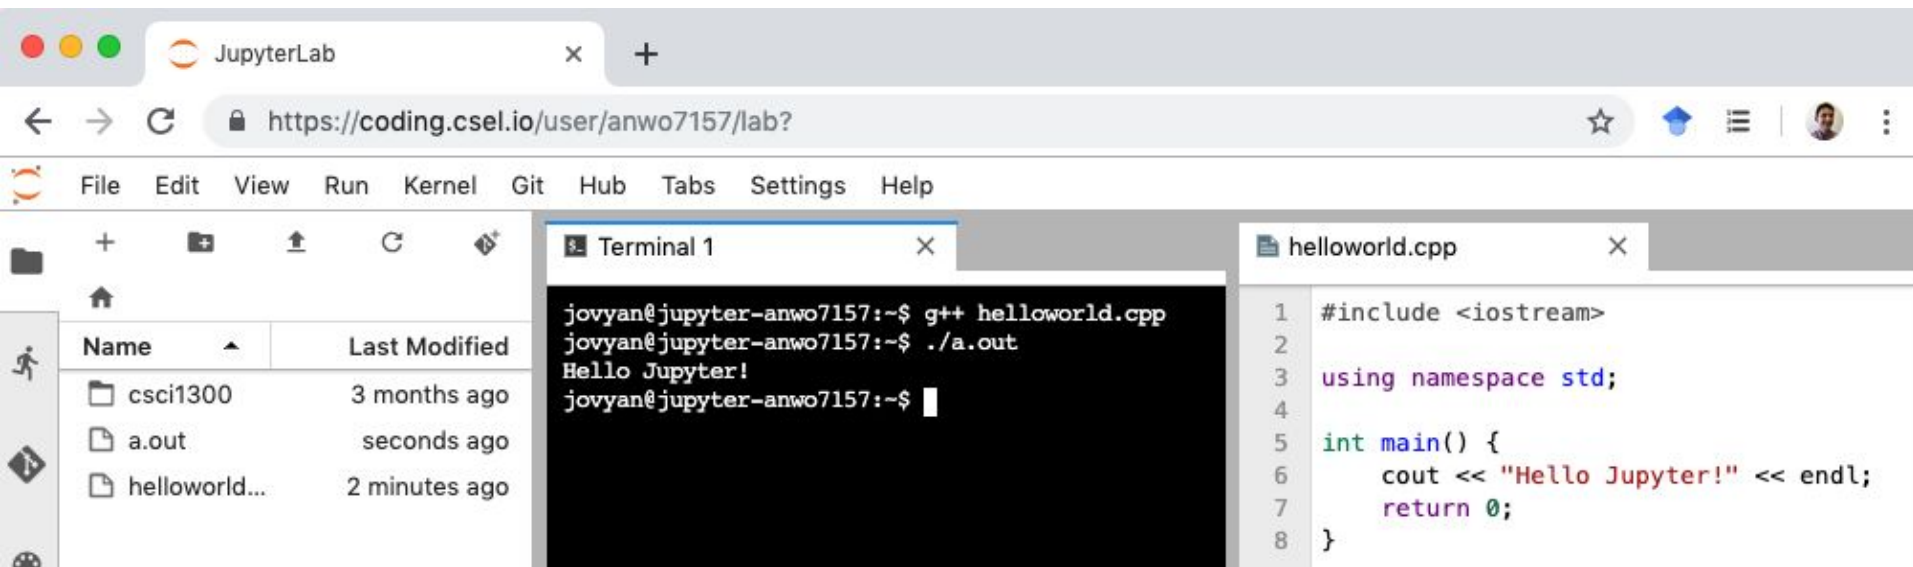 JupyterLab
https://coding.csel.io/user/anwo7157/lab?
File Edit View Run Kernel Git Hub Tabs Settings Help
Name Last Modified
csci1300 3 months ago
a.out seconds ago
helloworld... 2 minutes ago
Terminal 1
jovyan@jupyter-anwo7157:~$ g++ helloworld.cpp
jovyan@jupyter-anwo7157:~$ ./a.out
Hello Jupyter!
jovyan@jupyter-anwo7157:~$
helloworld.cpp
1 #include <iostream>
2
3 using namespace std;
4
5 int main() {
6 cout << "Hello Jupyter!" << endl;
7 return 0;
8 }